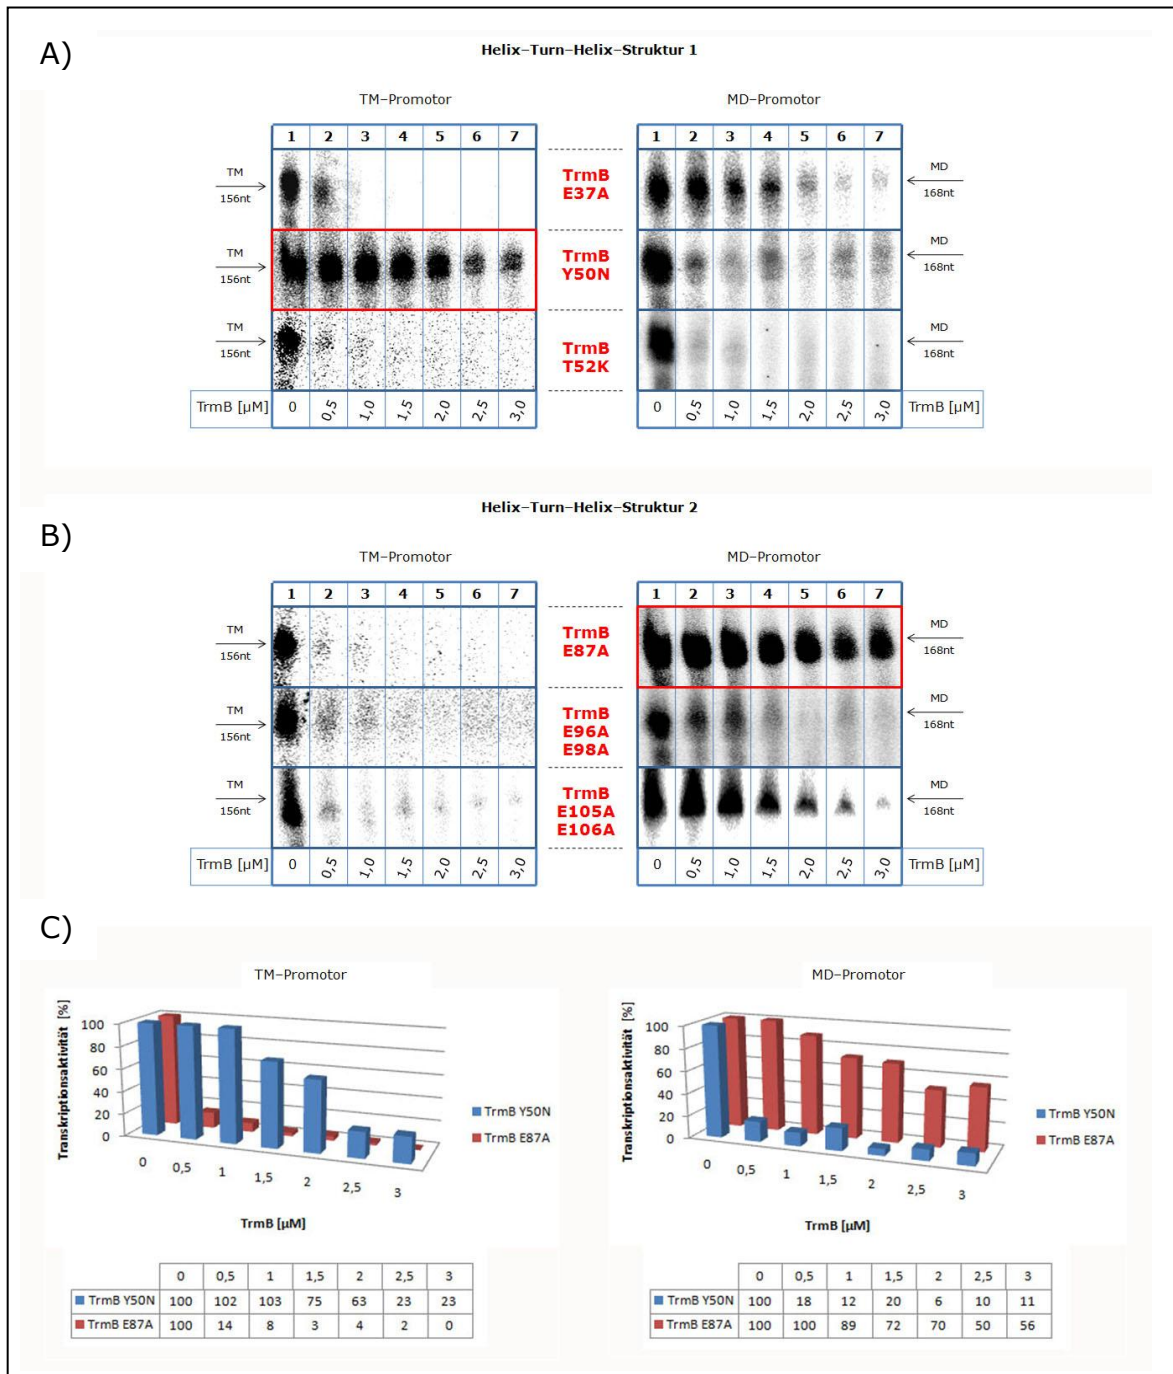 A)
Helix-Turn-Helix-Struktur 1
TM-Promotor MD-Promotor
1 2 3 4 5 6 7 1 2 3 4 5 6 7
TM
156nt
TrmB
E37A
MD
168nt
TM
156nt
TrmB
Y50N
MD
168nt
TM
156nt
TrmB
T52K
MD
168nt
TrmB [µM] 0 0,5 1,0 1,5 2,0 2,5 3,0 0 0,5 1,0 1,5 2,0 2,5 3,0 TrmB [µM]
B)
Helix-Turn-Helix-Struktur 2
TM-Promotor MD-Promotor
1 2 3 4 5 6 7 1 2 3 4 5 6 7
TM
156nt
TrmB
E87A
MD
168nt
TM
156nt
TrmB
E96A
E98A
MD
168nt
TM
156nt
TrmB
E105A
E106A
MD
168nt
TrmB [µM] 0 0,5 1,0 1,5 2,0 2,5 3,0 0 0,5 1,0 1,5 2,0 2,5 3,0 TrmB [µM]
C)
TM-Promotor
Transkriptionsaktivität [%]
100
80
60
40
20
0
0 0,5 1 1,5 2 2,5 3
TrmB [µM]
TrmB Y50N
TrmB E87A
0 0,5 1 1,5 2 2,5 3
TrmB Y50N 100 102 103 75 63 23 23
TrmB E87A 100 14 8 3 4 2 0
MD-Promotor
Transkriptionsaktivität [%]
100
80
60
40
20
0
0 0,5 1 1,5 2 2,5 3
TrmB [µM]
TrmB Y50N
TrmB E87A
0 0,5 1 1,5 2 2,5 3
TrmB Y50N 100 18 12 20 6 10 11
TrmB E87A 100 100 89 72 70 50 56